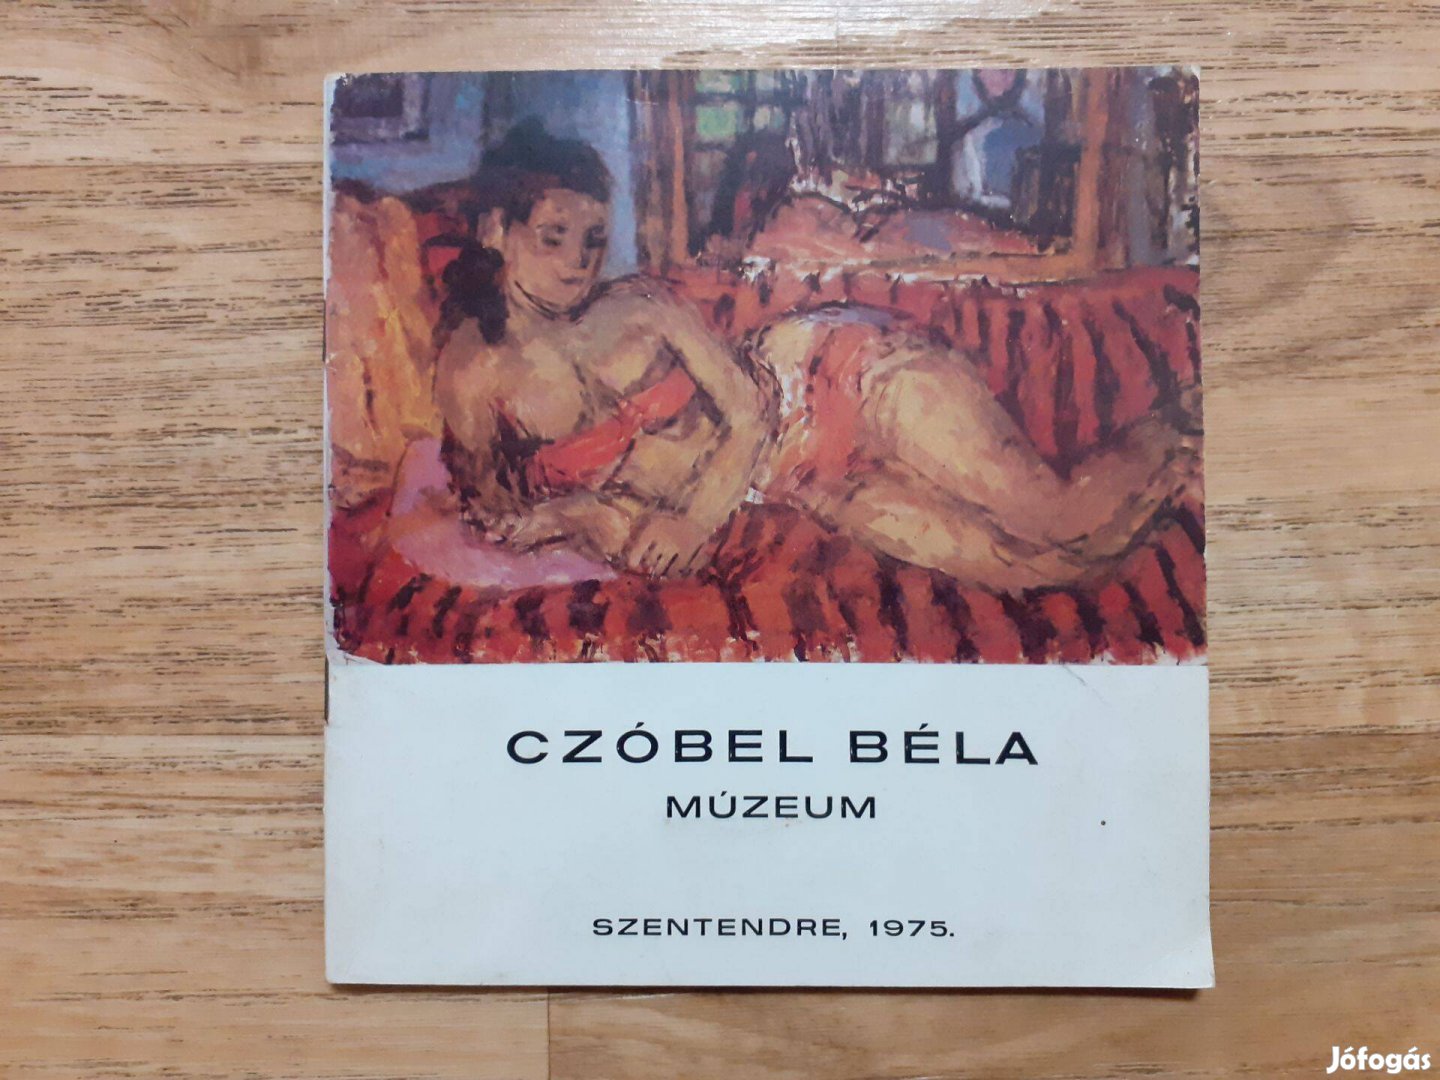 CZÓBEL BÉLA
MÚZEUM
SZENTENDRE, 1975.
Jófogás